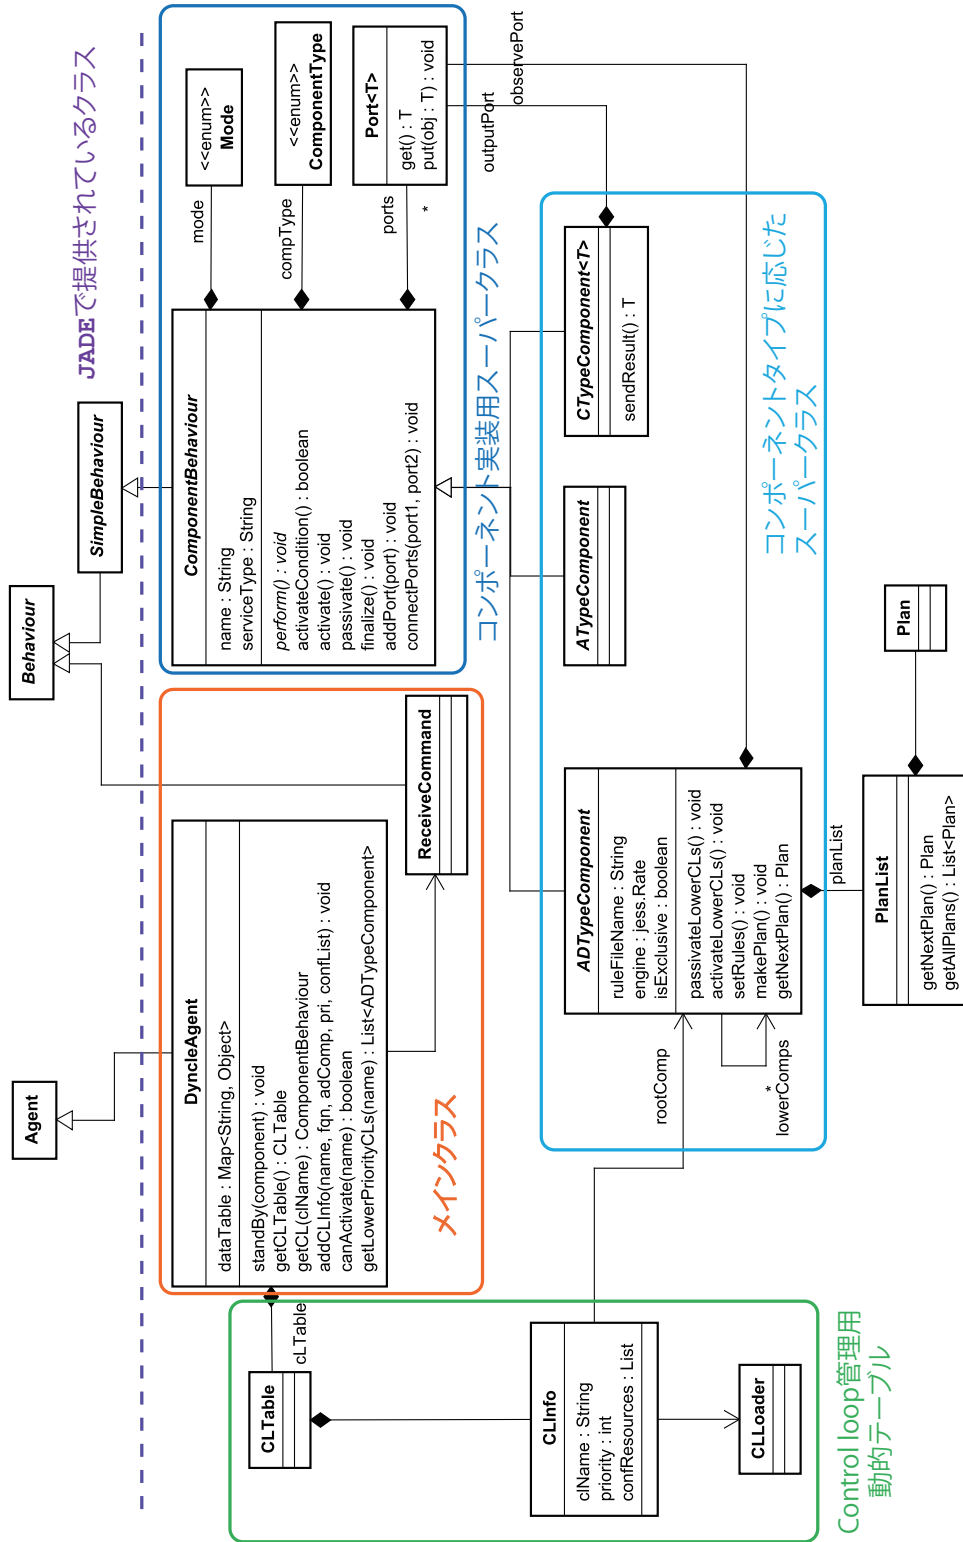 JADEで提供されているクラス
Agent
Behaviour
SimpleBehaviour
DyncleAgent
dataTable : Map<String, Object>
standBy(component) : void
getCLTable() : CLTable
getCL(clName) : ComponentBehaviour
addCLInfo(name, fqn, adComp, pri, confList) : void
canActivate(name) : boolean
getLowerPriorityCLs(name) : List<ADTypeComponent>
ReceiveCommand
メインクラス
ComponentBehaviour
name : String
serviceType : String
perform() : void
activateCondition() : boolean
activate() : void
passivate() : void
finalize() : void
addPort(port) : void
connectPorts(port1, port2) : void
mode
<<enum>>
Mode
compType
<<enum>>
ComponentType
ports
*
Port<T>
get() : T
put(obj : T) : void
コンポーネント実装用スーパークラス
outputPort
observePort
cLTable
CLTable
CLInfo
clName : String
priority : int
confResources : List
CLLoader
Control loop管理用
動的テーブル
rootComp
ADTypeComponent
ruleFileName : String
engine : jess.Rate
isExclusive : boolean
passivateLowerCLs() : void
activateLowerCLs() : void
setRules() : void
makePlan() : void
getNextPlan() : Plan
*
lowerComps
ATypeComponent
CTypeComponent<T>
sendResult() : T
コンポーネントタイプに応じた
スーパークラス
planList
PlanList
getNextPlan() : Plan
getAllPlans() : List<Plan>
Plan